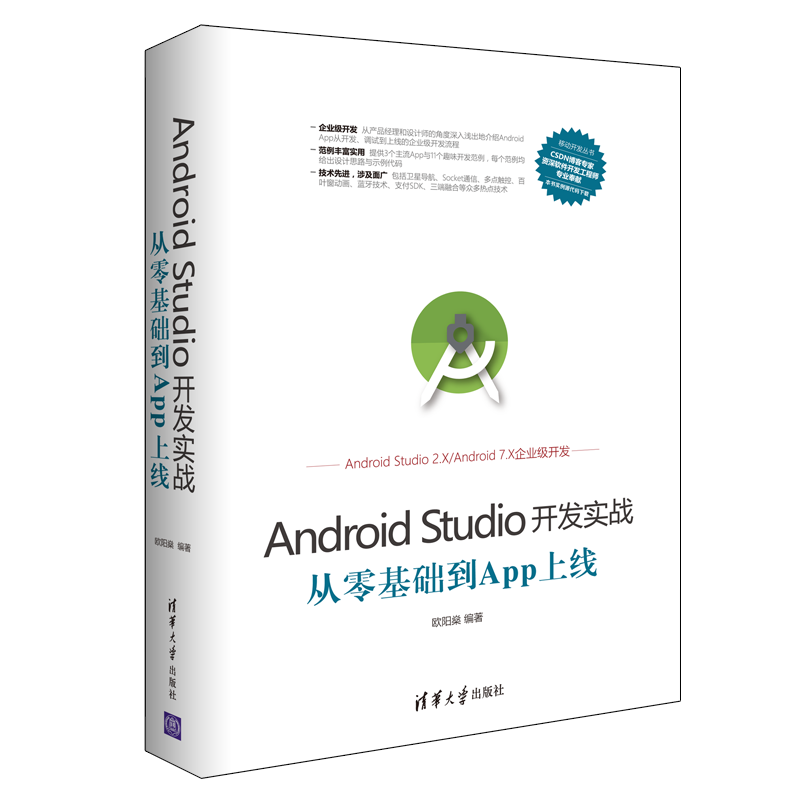 Android Studio 开发实战
从零基础到App上线
欧阳燊 编著
清华大学出版社
企业级开发 从产品经理和设计师的角度深入浅出地介绍Android
App从开发、调试到上线的企业级开发流程
范例丰富实用 提供3个主流App与11个趣味开发范例，每个范例均
给出设计思路与示例代码
技术先进，涉及面广 包括卫星导航、Socket通信、多点触控、百
叶窗动画、蓝牙技术、支付SDK、三端融合等众多热点技术
移动开发丛书
CSDN博客专家
资深软件开发工程师
专业奉献
本书案例源代码下载
Android Studio 2.X/Android 7.X企业级开发
Android Studio 开发实战
从零基础到App上线
欧阳燊 编著
清华大学出版社